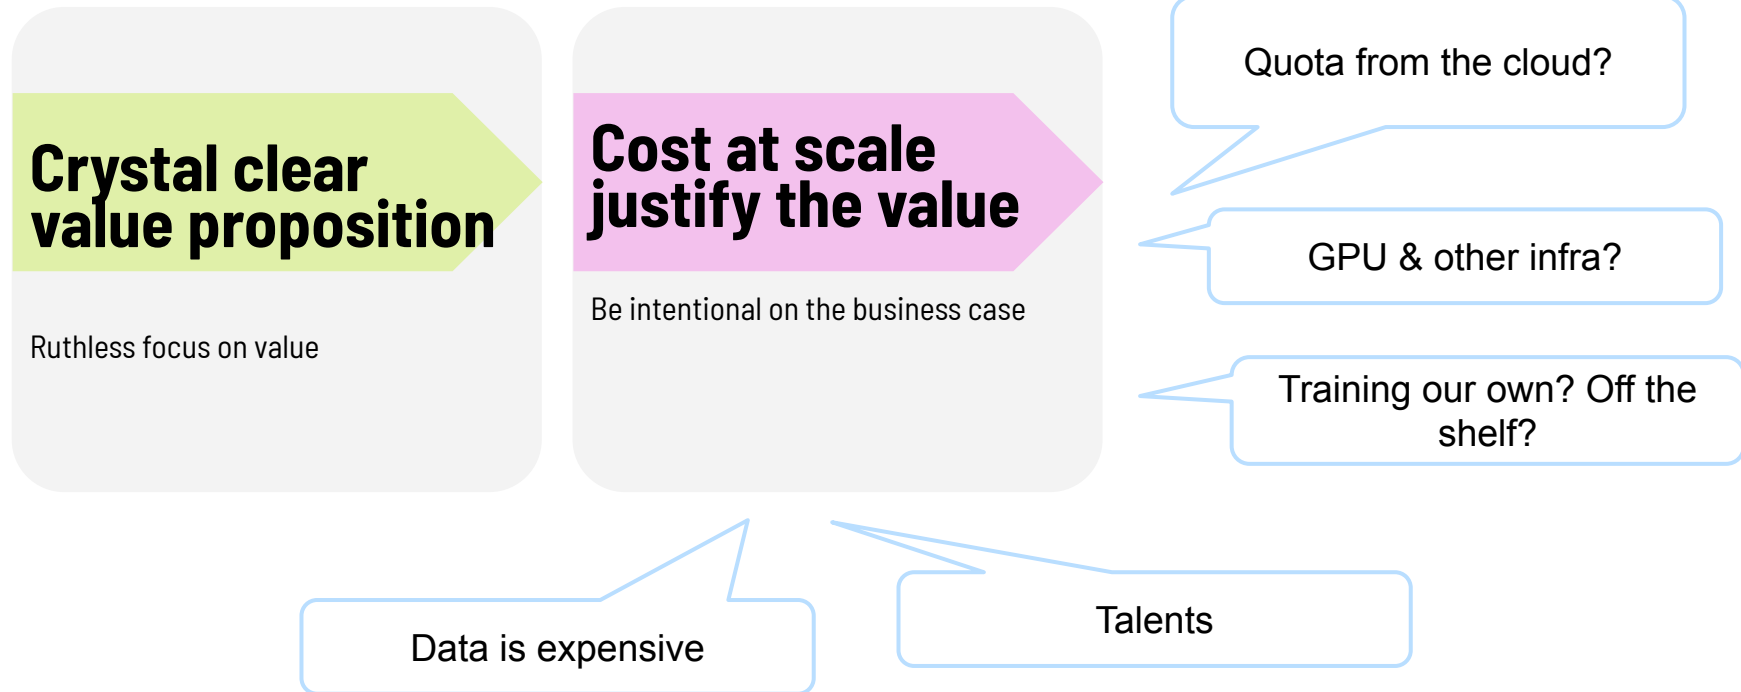 Crystal clear
value proposition
Ruthless focus on value
Cost at scale
justify the value
Be intentional on the business case
Quota from the cloud?
GPU & other infra?
Training our own? Off the
shelf?
Data is expensive
Talents